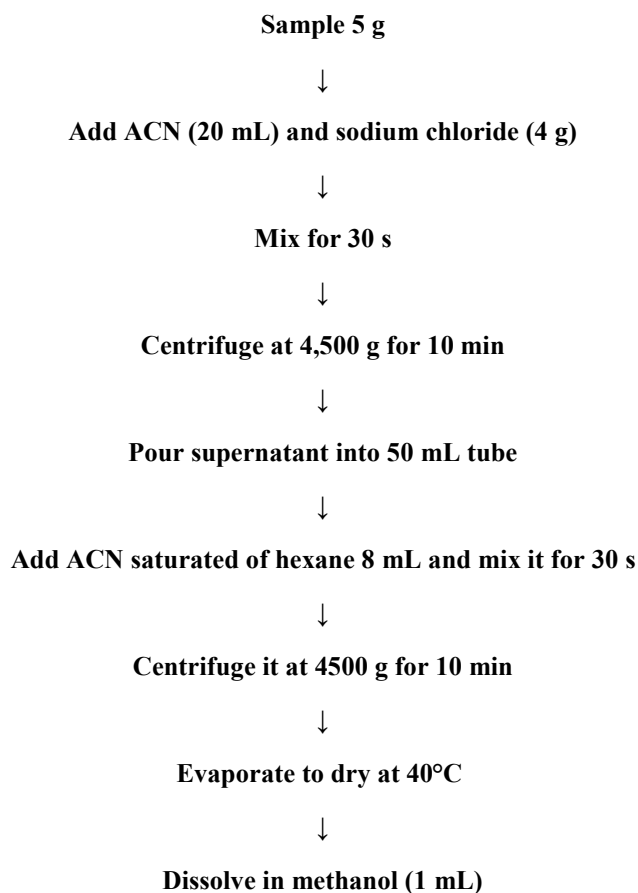 Sample 5 g
↓
Add ACN (20 mL) and sodium chloride (4 g)
↓
Mix for 30 s
↓
Centrifuge at 4,500 g for 10 min
↓
Pour supernatant into 50 mL tube
↓
Add ACN saturated of hexane 8 mL and mix it for 30 s
↓
Centrifuge it at 4500 g for 10 min
↓
Evaporate to dry at 40°C
↓
Dissolve in methanol (1 mL)